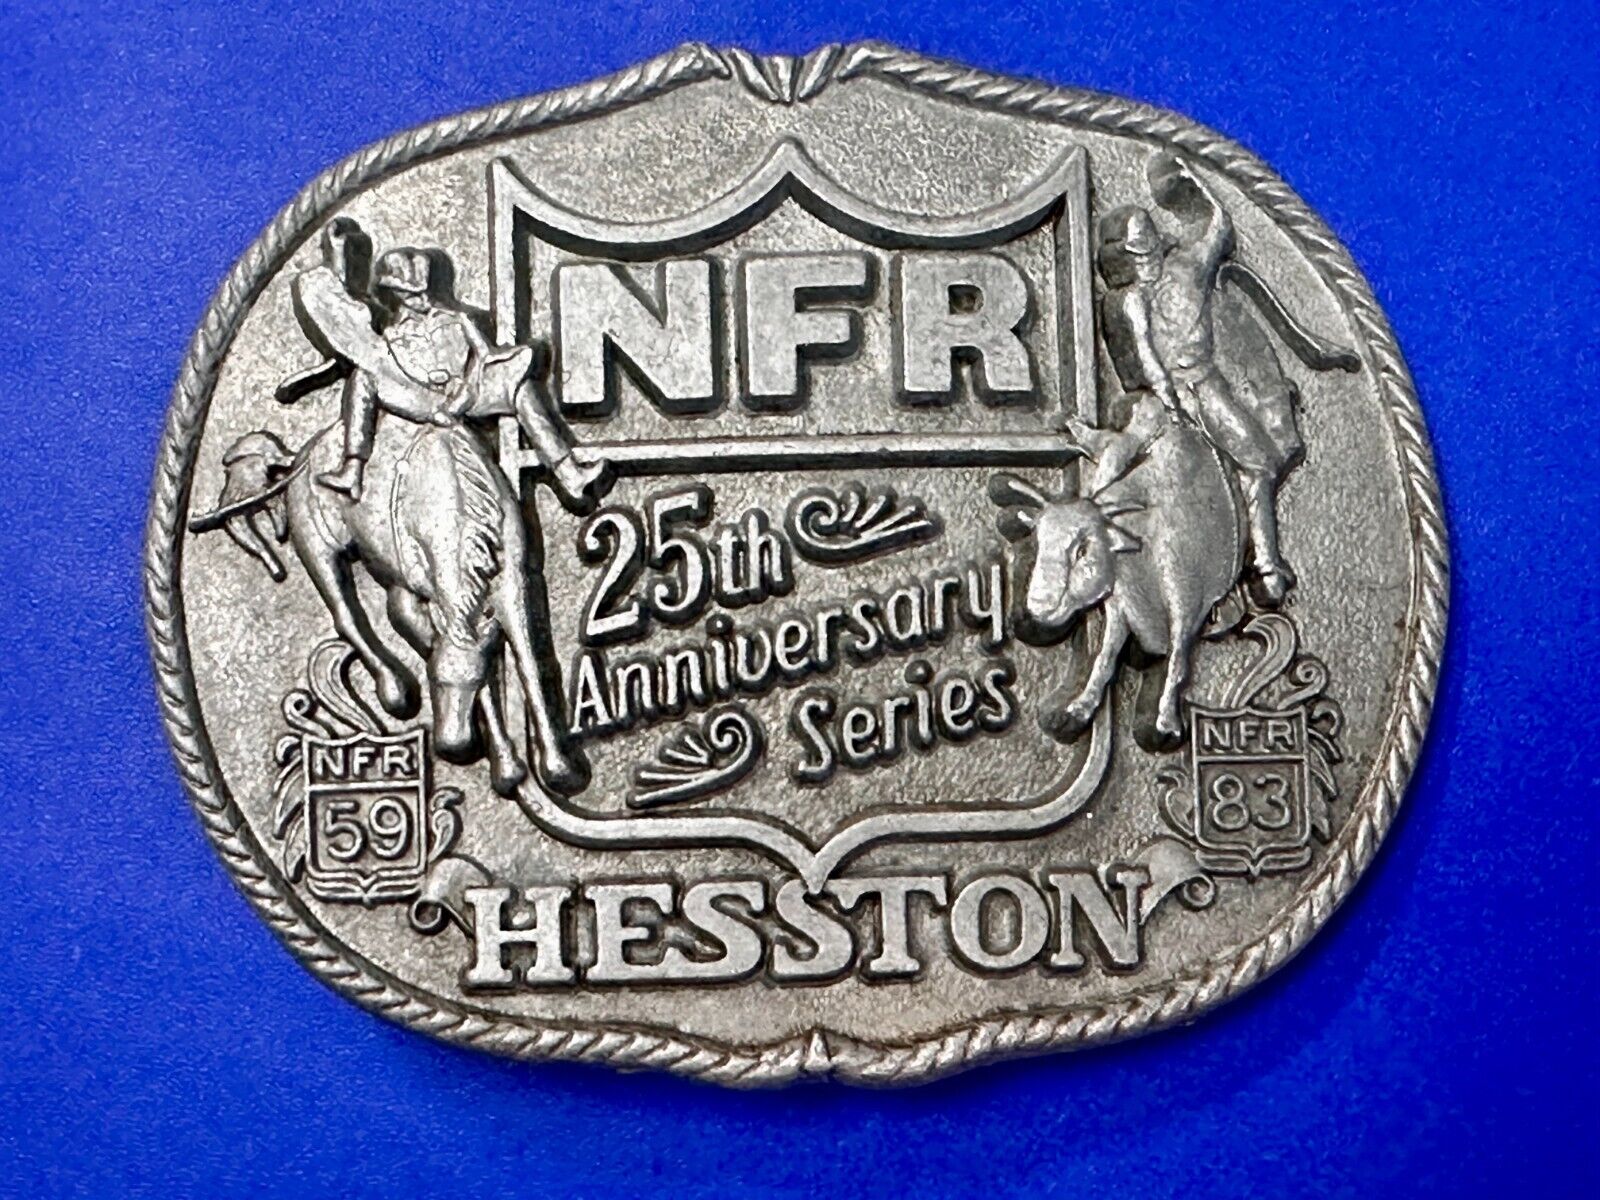 NFR
25th
Anniversary
Series
NFR
59
NFR
83
HESSTON